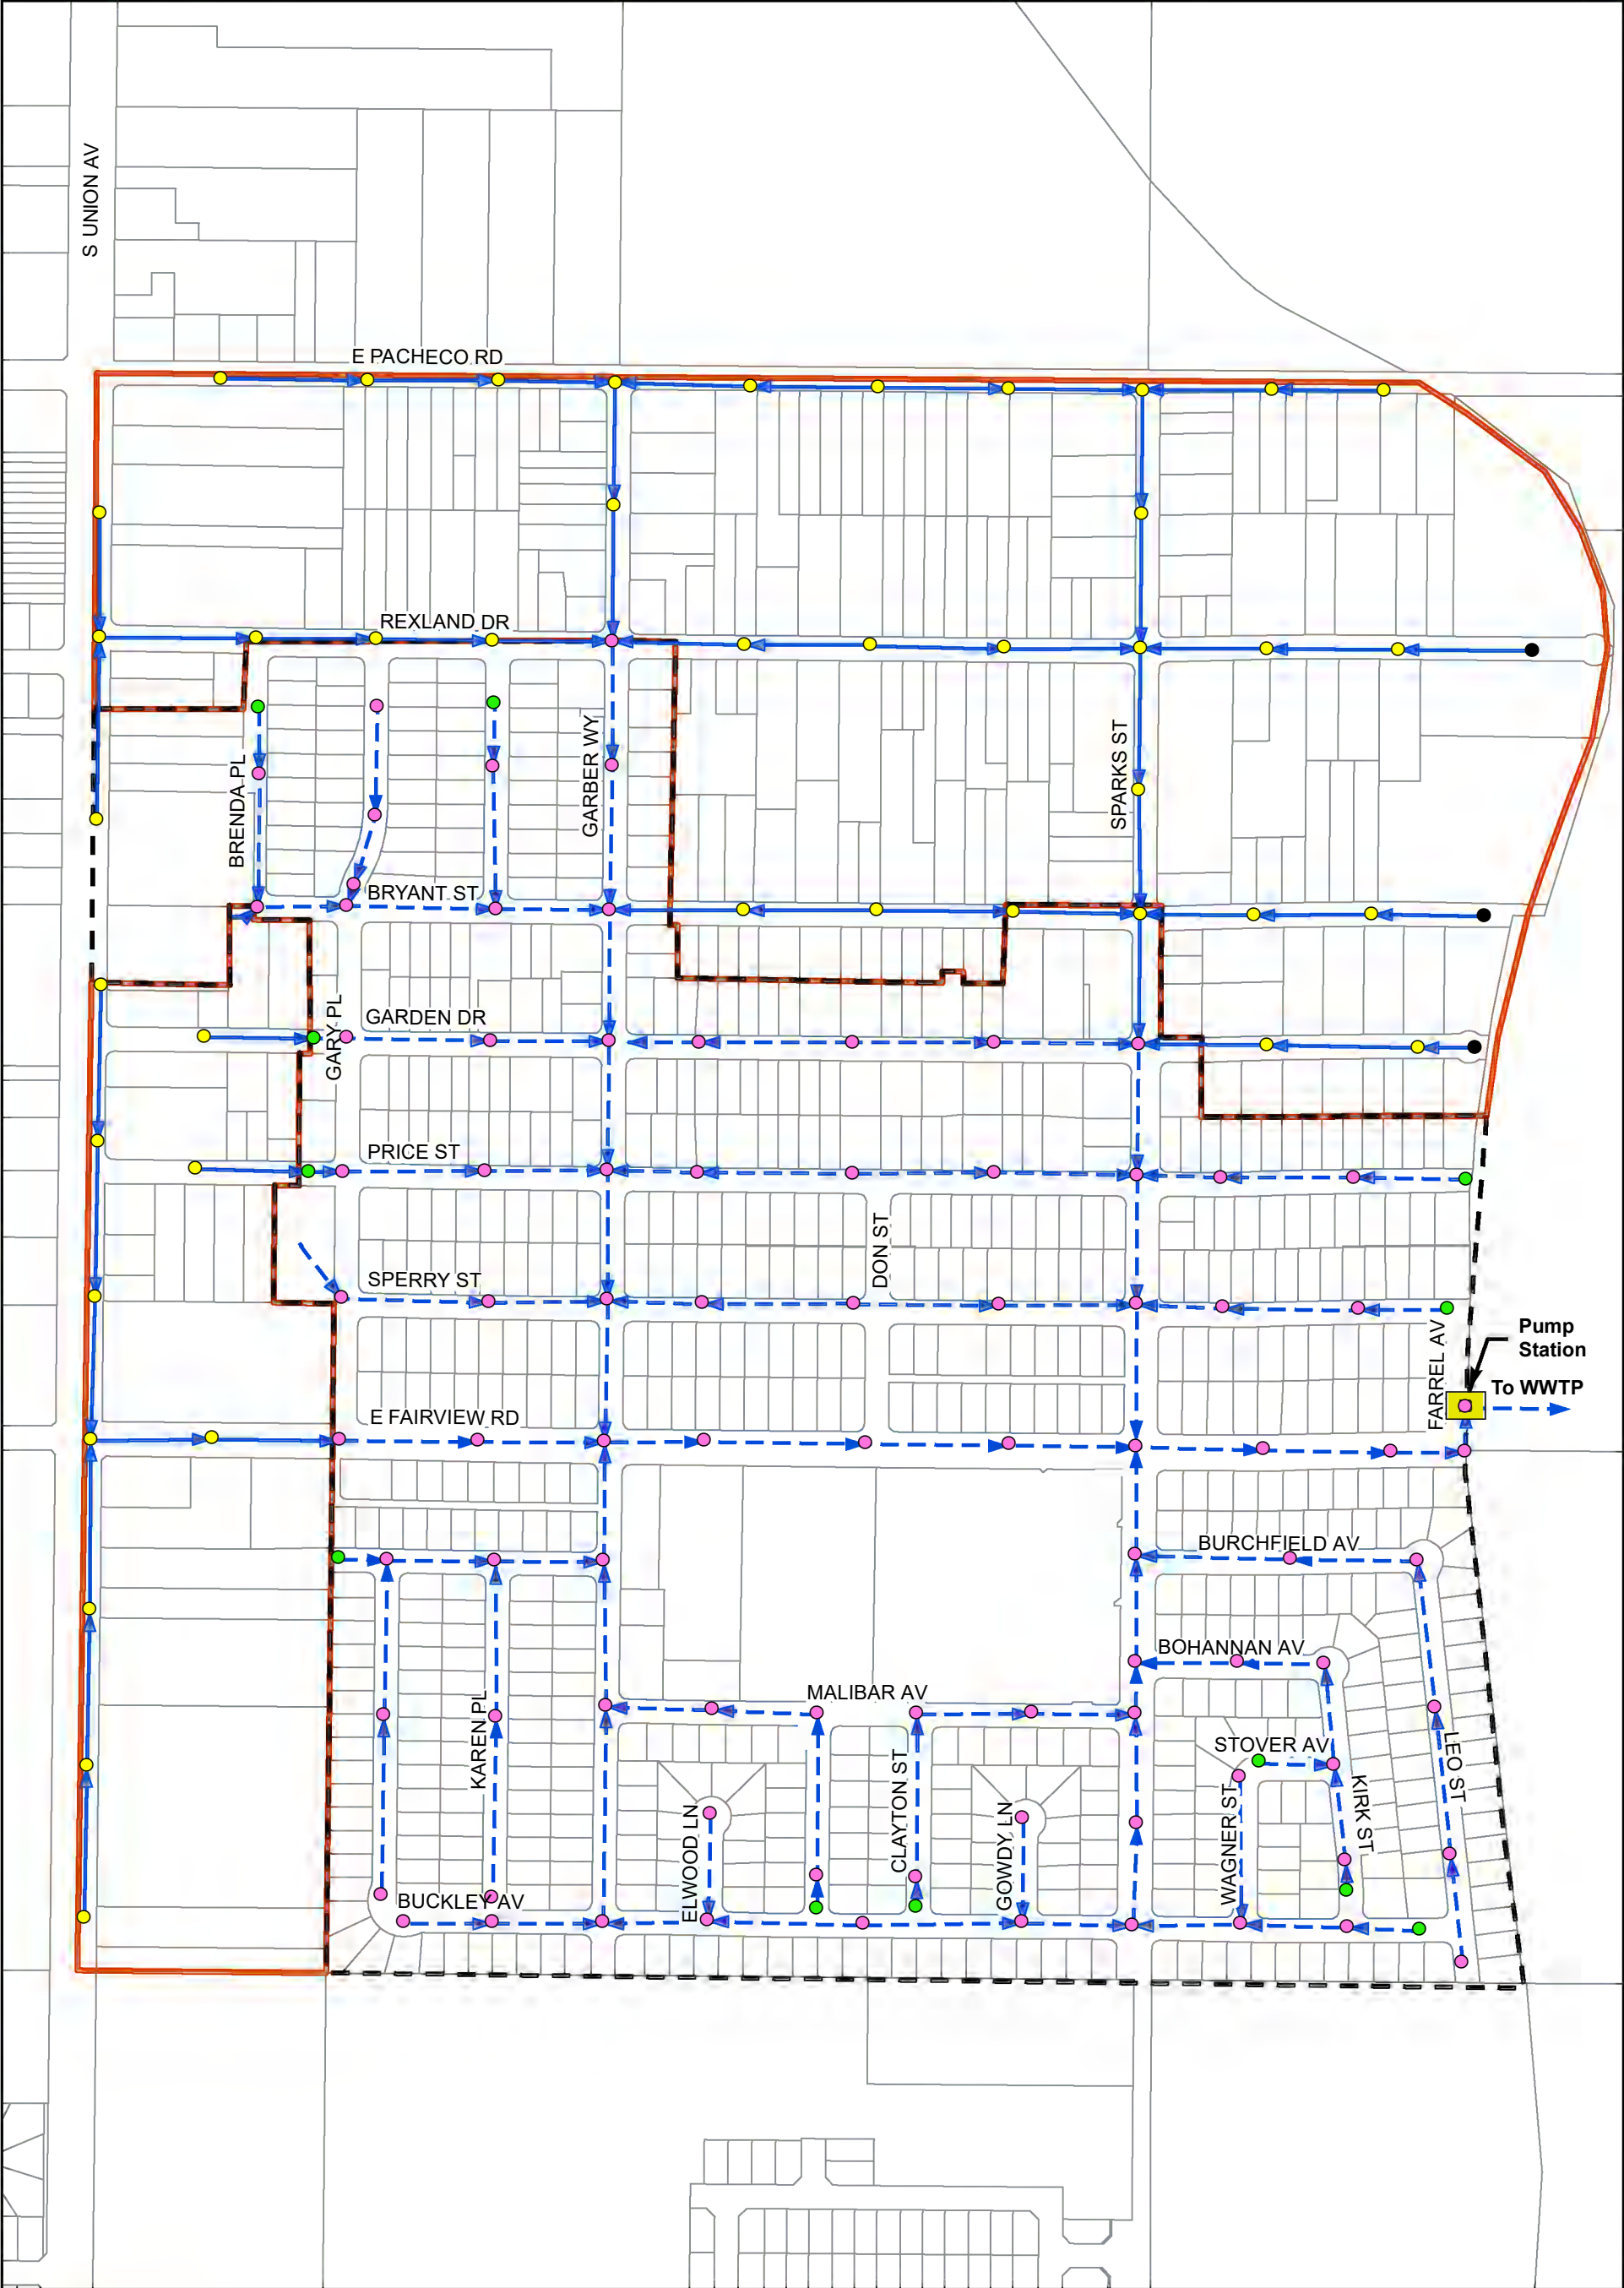 S UNION AV
E PACHECO RD
REXLAND DR
BRENDA PL
GARBER WY
SPARKS ST
BRYANT ST
GARY PL
GARDEN DR
PRICE ST
DON ST
SPERRY ST
FARREL AV
Pump
Station
To WWTP
E FAIRVIEW RD
BURCHFIELD AV
BOHANNAN AV
MALIBAR AV
KAREN PL
STOVER AV
LEO ST
CLAYTON ST
KIRK ST
ELWOOD LN
GOWDY LN
WAGNER ST
BUCKLEY AV